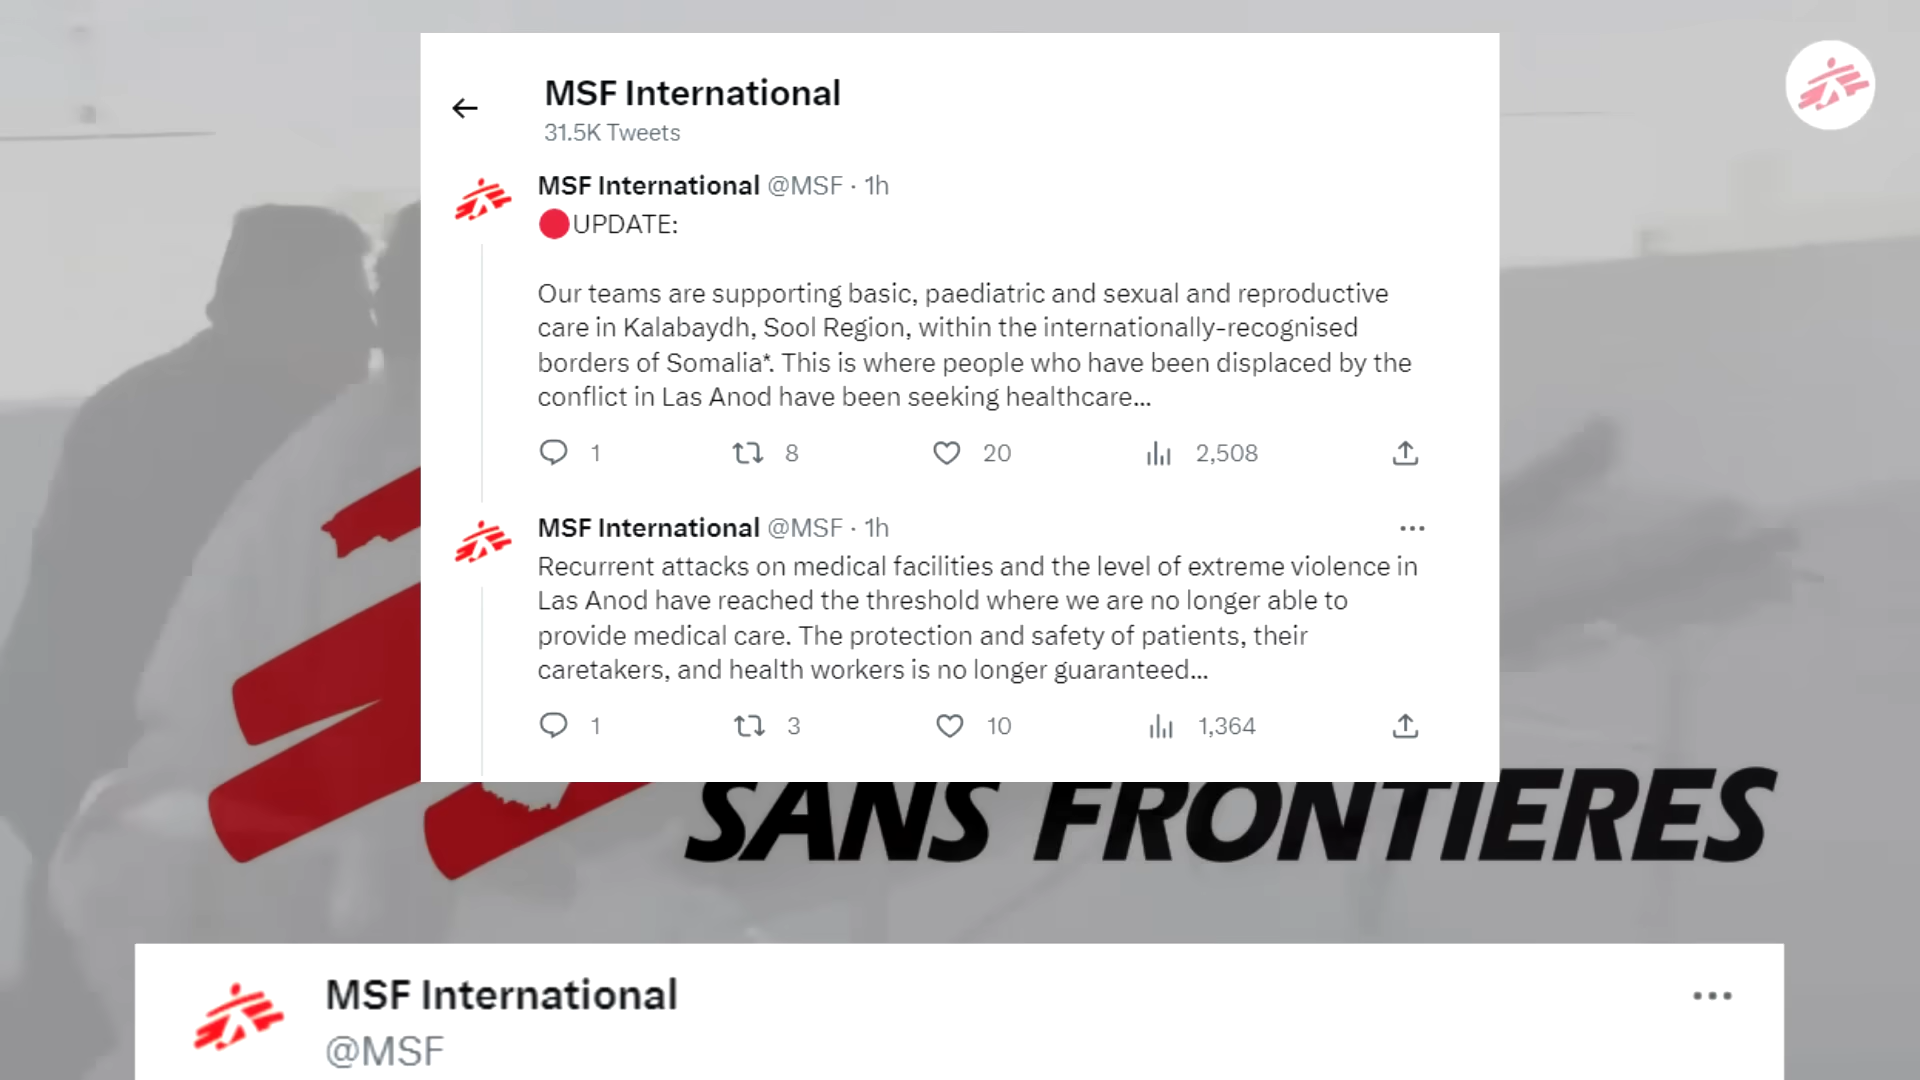 MSF International
31.5K Tweets
MSF International @MSF · 1h
🔴UPDATE:
Our teams are supporting basic, paediatric and sexual and reproductive
care in Kalabaydh, Sool Region, within the internationally-recognised
borders of Somalia*. This is where people who have been displaced by the
conflict in Las Anod have been seeking healthcare...
1 8 20 2,508
MSF International @MSF · 1h
Recurrent attacks on medical facilities and the level of extreme violence in
Las Anod have reached the threshold where we are no longer able to
provide medical care. The protection and safety of patients, their
caretakers, and health workers is no longer guaranteed...
1 3 10 1,364
SANS FRONTIERES
MSF International
@MSF